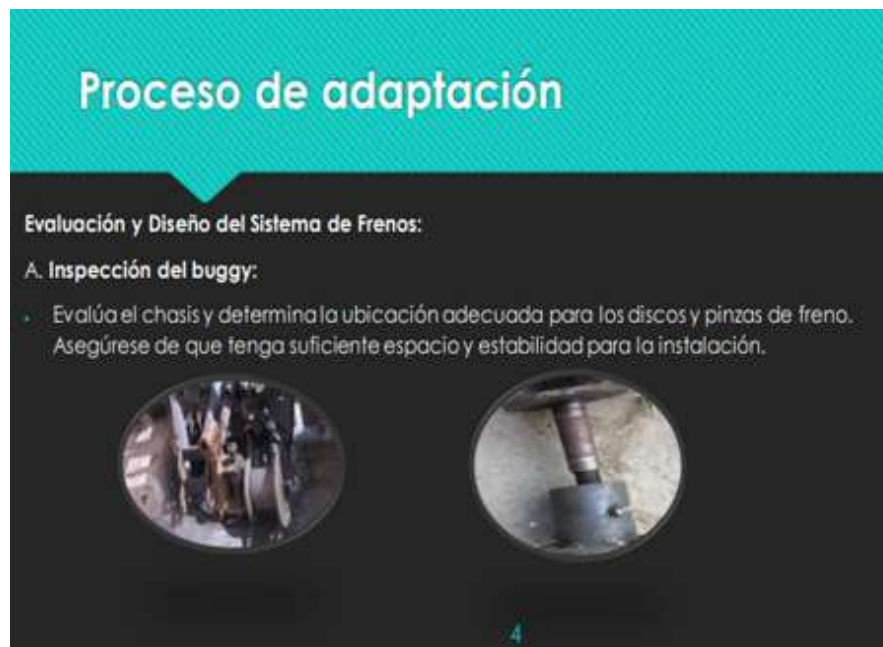 Proceso de adaptación
Evaluación y Diseño del Sistema de Frenos:
A. Inspección del buggy:
Evalúa el chasis y determina la ubicación adecuada para los discos y pinzas de freno.
Asegúrese de que tenga suficiente espacio y estabilidad para la instalación.
4